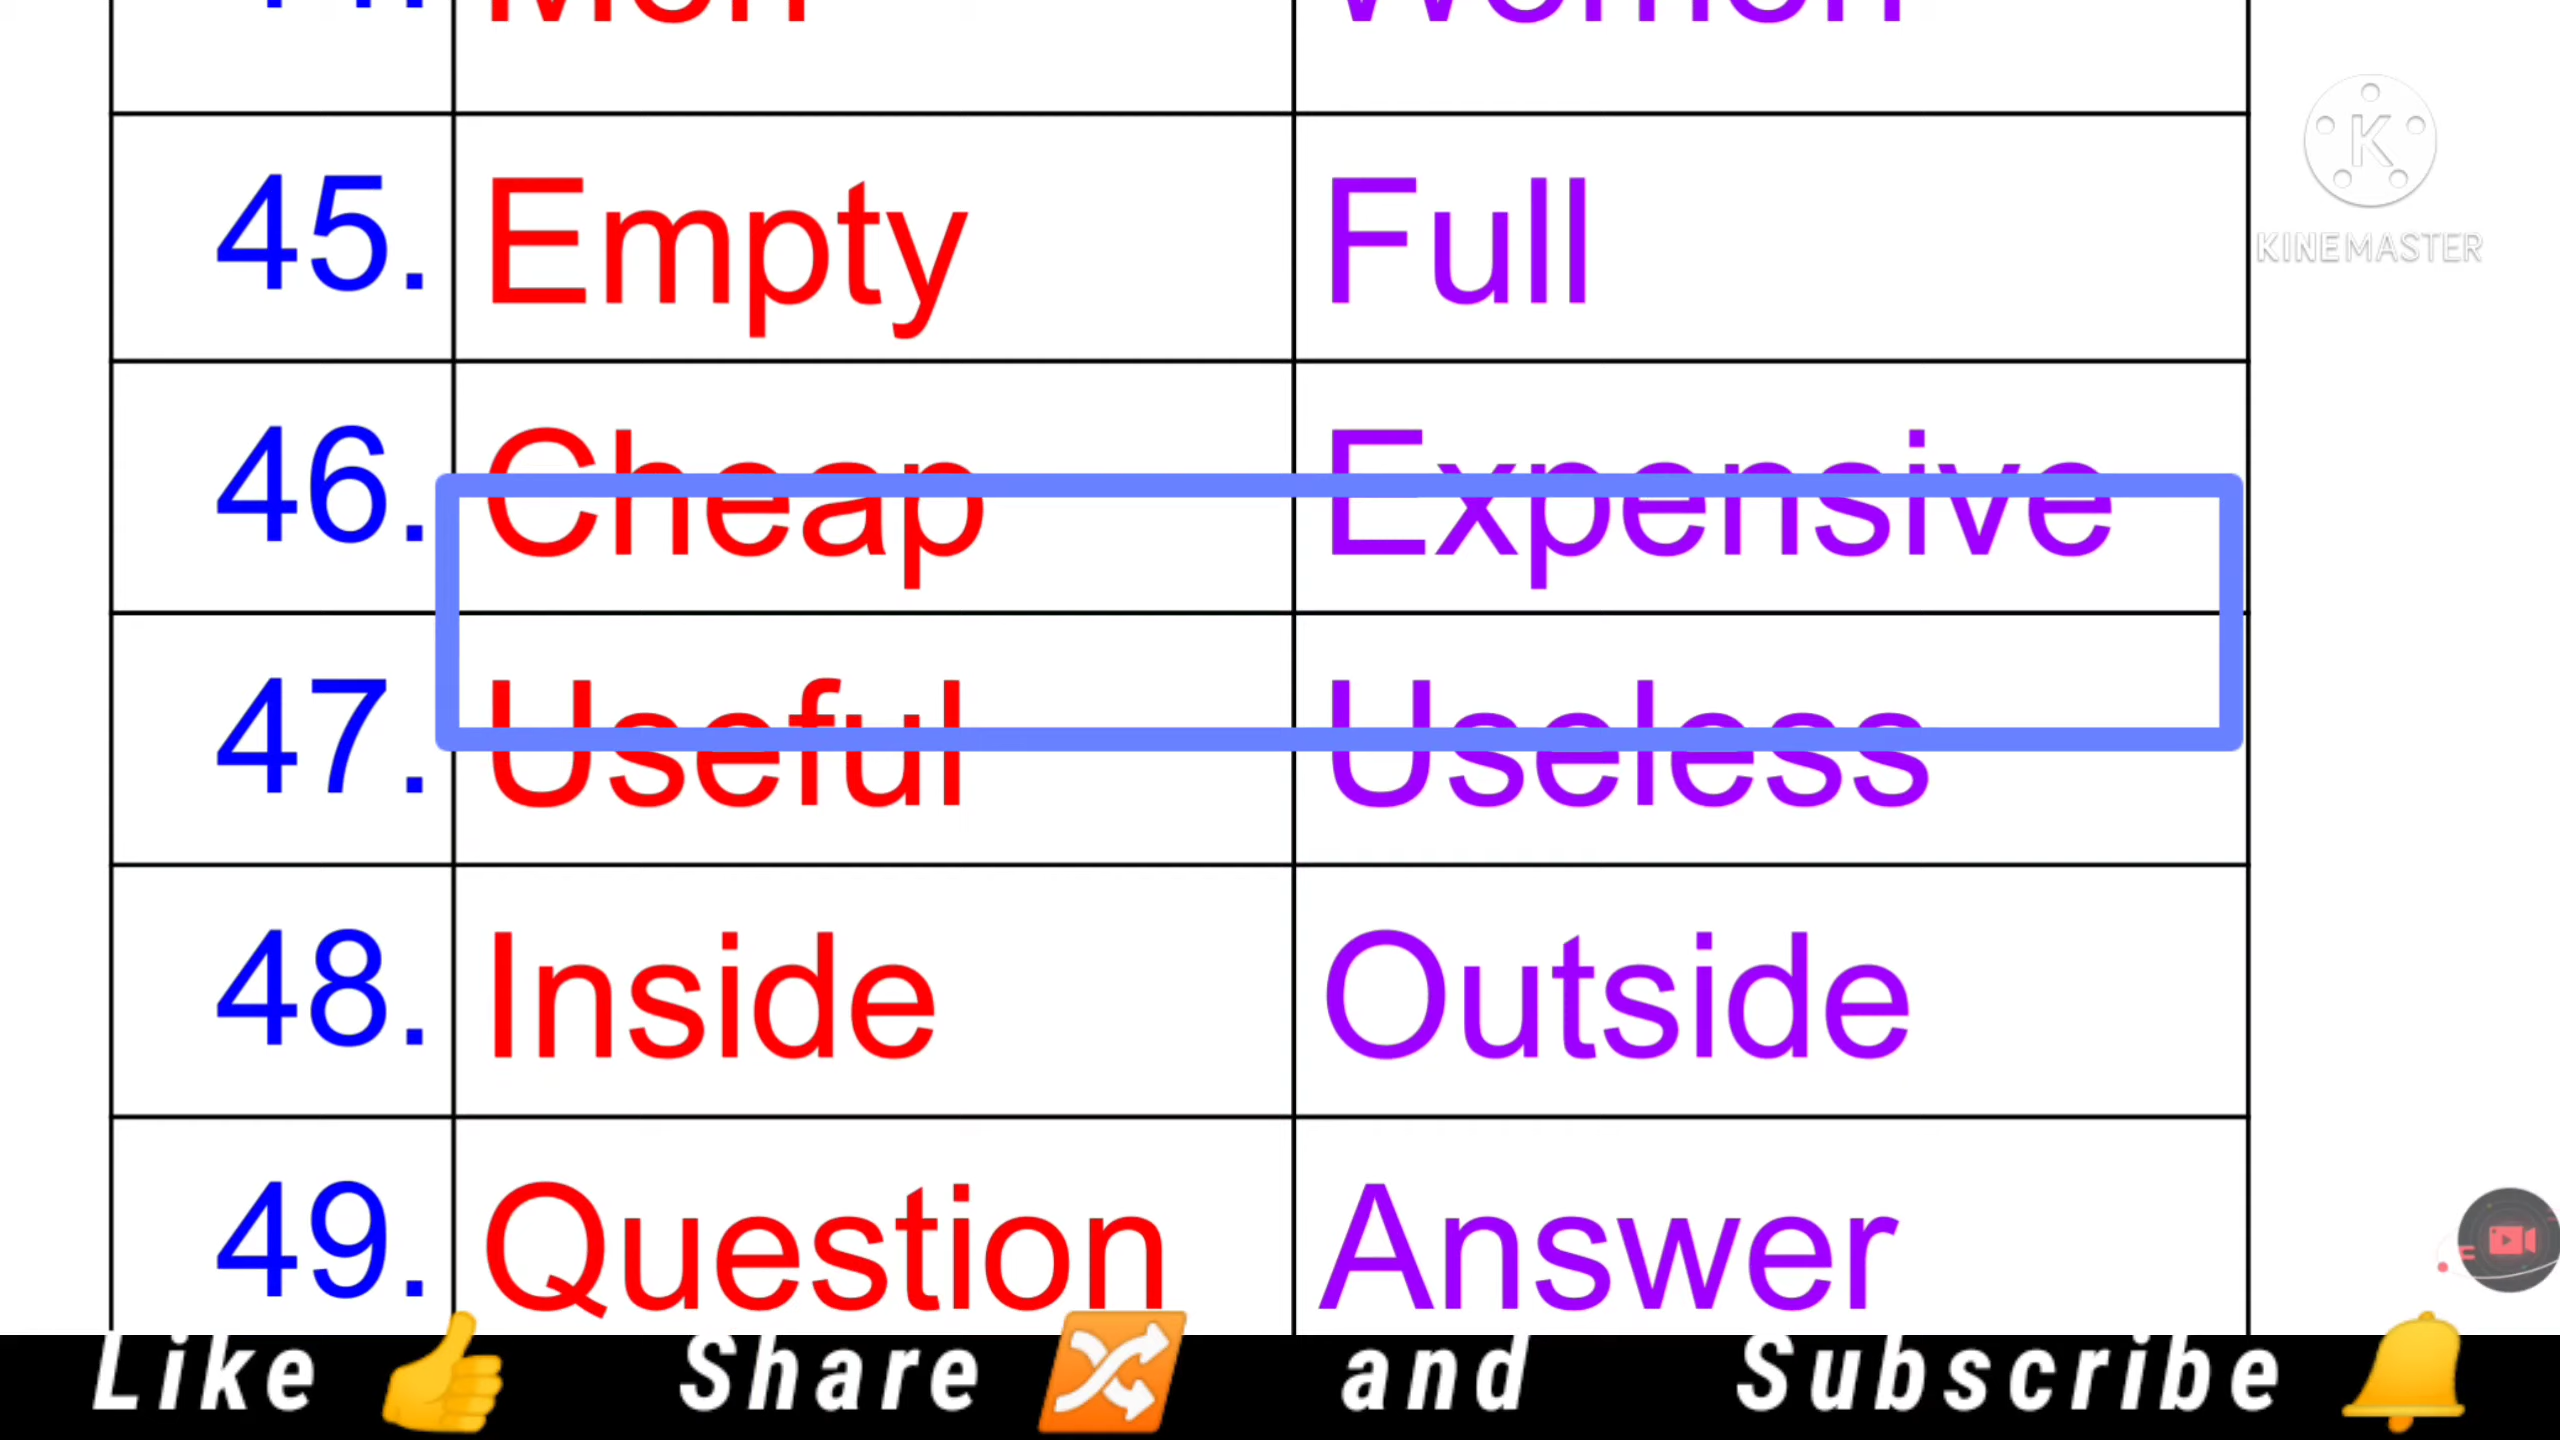 45. Empty Full
KINEMASTER
46. Cheap Expensive
47. Useful Useless
48. Inside Outside
49. Question Answer
Like 👍 Share 🔀 and Subscribe 🔔